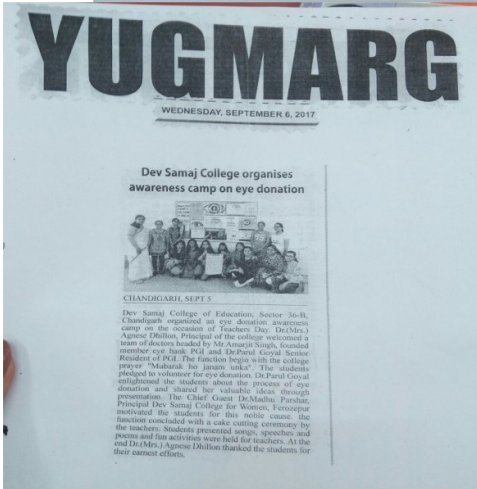 YUGMARG
WEDNESDAY, SEPTEMBER 6, 2017
Dev Samaj College organises
awareness camp on eye donation
CHANDIGARH, SEPT 5
Dev Samaj College of Education, Sector 36-B,
Chandigarh organized an eye donation awareness
camp on the occasion of Teachers Day. Dr.(Mrs.)
Agnese Dhillon, Principal of the college welcomed a
team of doctors headed by Mr.Amarjit Singh, founded
member eye bank PGI and Dr.Parul Goyal Senior
Resident of PGI. The function begin with the college
prayer "Mubarak ho janam unka". The students
pledged to volunteer for eye donation. Dr.Parul Goyal
enlightened the students about the process of eye
donation and shared her valuable ideas through
presentation. The Chief Guest Dr.Madhu Parshar,
Principal Dev Samaj College for Women, Ferozepur
motivated the students for this noble cause. the
function concluded with a cake cutting ceremony by
the teachers. Students presented songs, speeches and
poems and fun activities were held for teachers. At the
end Dr.(Mrs.) Agnese Dhillon thanked the students for
their earnest efforts.